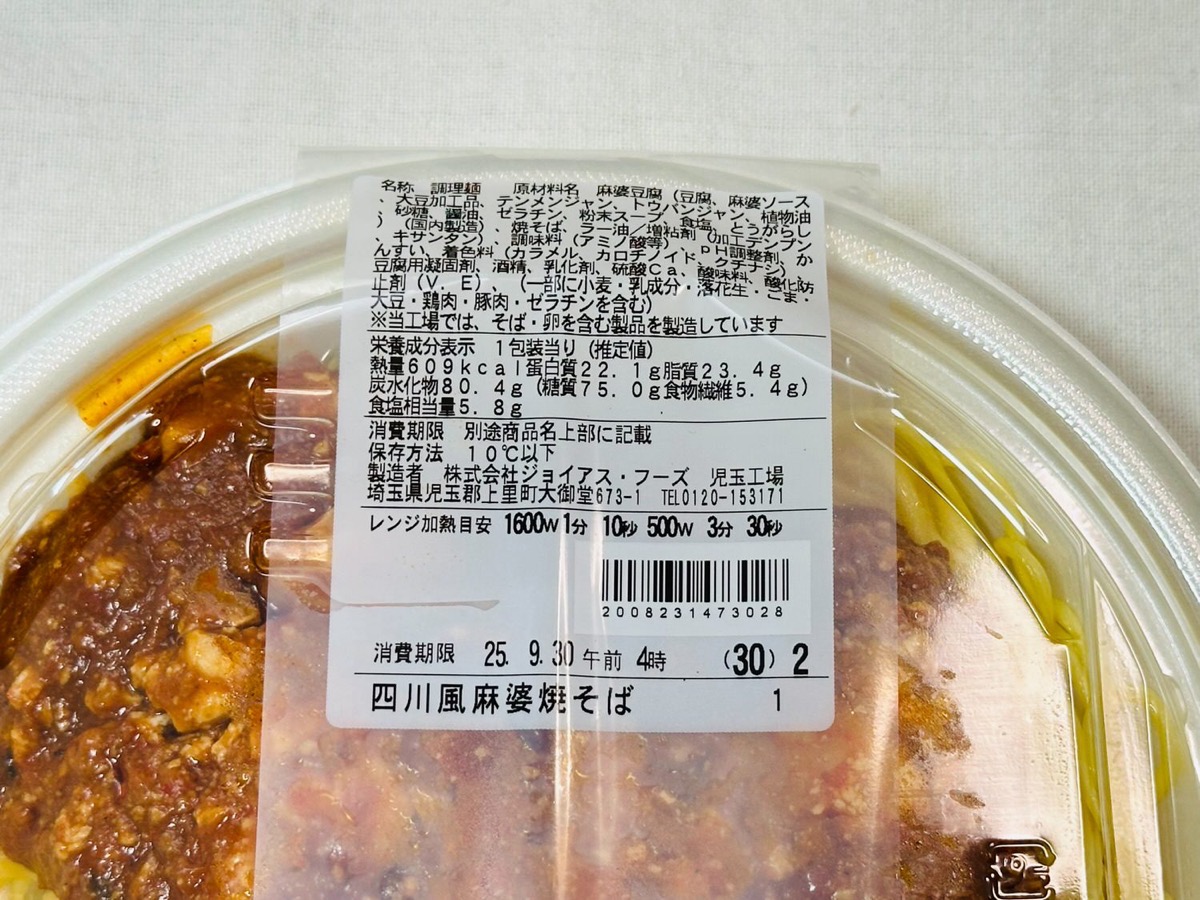 名称 調理麺 原材料名 麻婆豆腐（豆腐、麻婆ソース
、大豆加工品、テンメンジャン、トウバンジャン、植物油
、砂糖、醤油、ゼラチン、粉末スープ、食塩、とうがらし
）（国内製造）、焼そば、ラー油／増粘剤（加工デンプン
、キサンタン）、調味料（アミノ酸等）、ｐＨ調整剤、か
んすい、着色料（カラメル、カロチノイド、クチナシ）、
豆腐用凝固剤、酒精、乳化剤、硫酸Ｃａ、酸味料、酸化防
止剤（Ｖ．Ｅ）、（一部に小麦・乳成分・落花生・ごま・
大豆・鶏肉・豚肉・ゼラチンを含む）
※当工場では、そば・卵を含む製品を製造しています
栄養成分表示 １包装当り（推定値）
熱量６０９ｋｃａｌ蛋白質２２．１ｇ脂質２３．４ｇ
炭水化物８０．４ｇ（糖質７５．０ｇ食物繊維５．４ｇ）
食塩相当量５．８ｇ
消費期限 別途商品名上部に記載
保存方法 １０℃以下
製造者 株式会社ジョイアス・フーズ 児玉工場
埼玉県児玉郡上里町大御堂673-1 TEL0120-153171
レンジ加熱目安 1600W 1分 10秒 500W 3分 30秒
2008231473028
消費期限 25. 9.30 午前 4時 （30）2
四川風麻婆焼そば 1